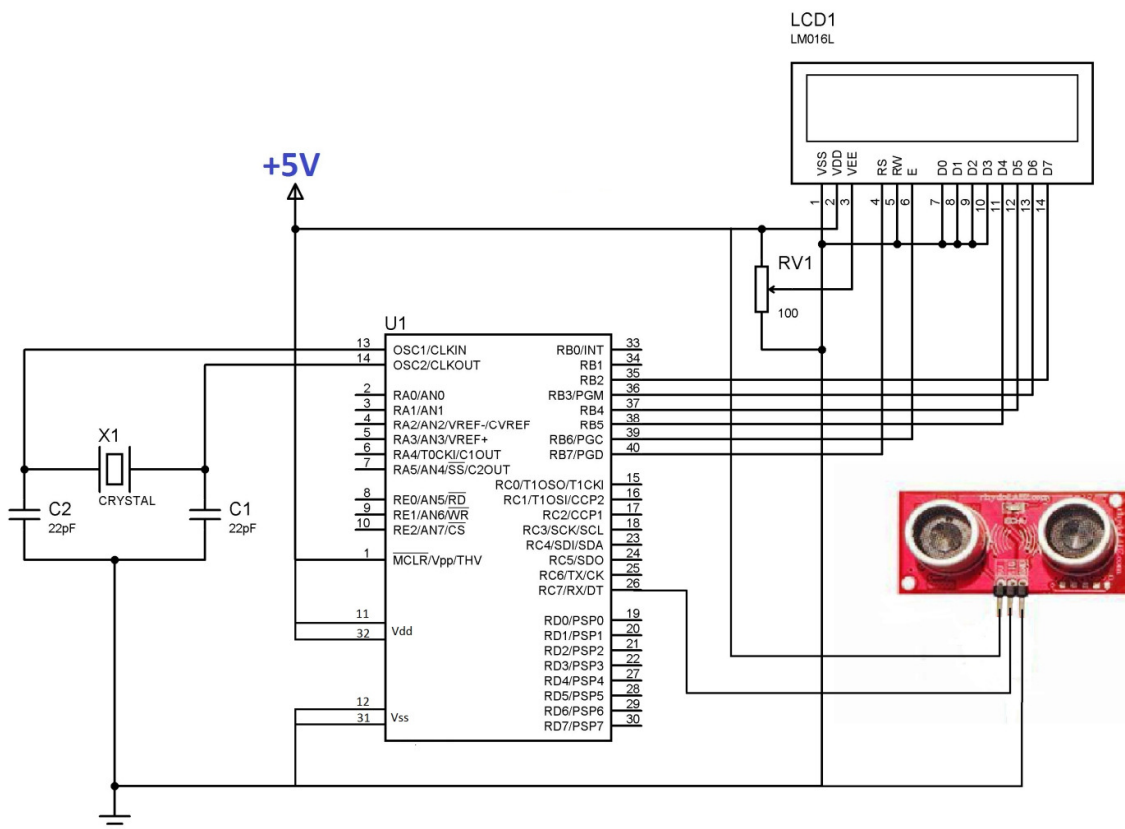 LCD1
LM016L
VSS
VDD
VEE
RS
RW
E
D0
D1
D2
D3
D4
D5
D6
D7
1
2
3
4
5
6
7
8
9
10
11
12
13
14
+5V
RV1
100
U1
13 OSC1/CLKIN
14 OSC2/CLKOUT
2 RA0/AN0
3 RA1/AN1
4 RA2/AN2/VREF-/CVREF
5 RA3/AN3/VREF+
6 RA4/T0CKI/C1OUT
7 RA5/AN4/SS/C2OUT
8 RE0/AN5/RD
9 RE1/AN6/WR
10 RE2/AN7/CS
1 MCLR/Vpp/THV
11
32 Vdd
12
31 Vss
RB0/INT 33
RB1 34
RB2 35
RB3/PGM 36
RB4 37
RB5 38
RB6/PGC 39
RB7/PGD 40
RC0/T1OSO/T1CKI 15
RC1/T1OSI/CCP2 16
RC2/CCP1 17
RC3/SCK/SCL 18
RC4/SDI/SDA 23
RC5/SDO 24
RC6/TX/CK 25
RC7/RX/DT 26
RD0/PSP0 19
RD1/PSP1 20
RD2/PSP2 21
RD3/PSP3 22
RD4/PSP4 27
RD5/PSP5 28
RD6/PSP6 29
RD7/PSP7 30
X1
CRYSTAL
C2
22pF
C1
22pF